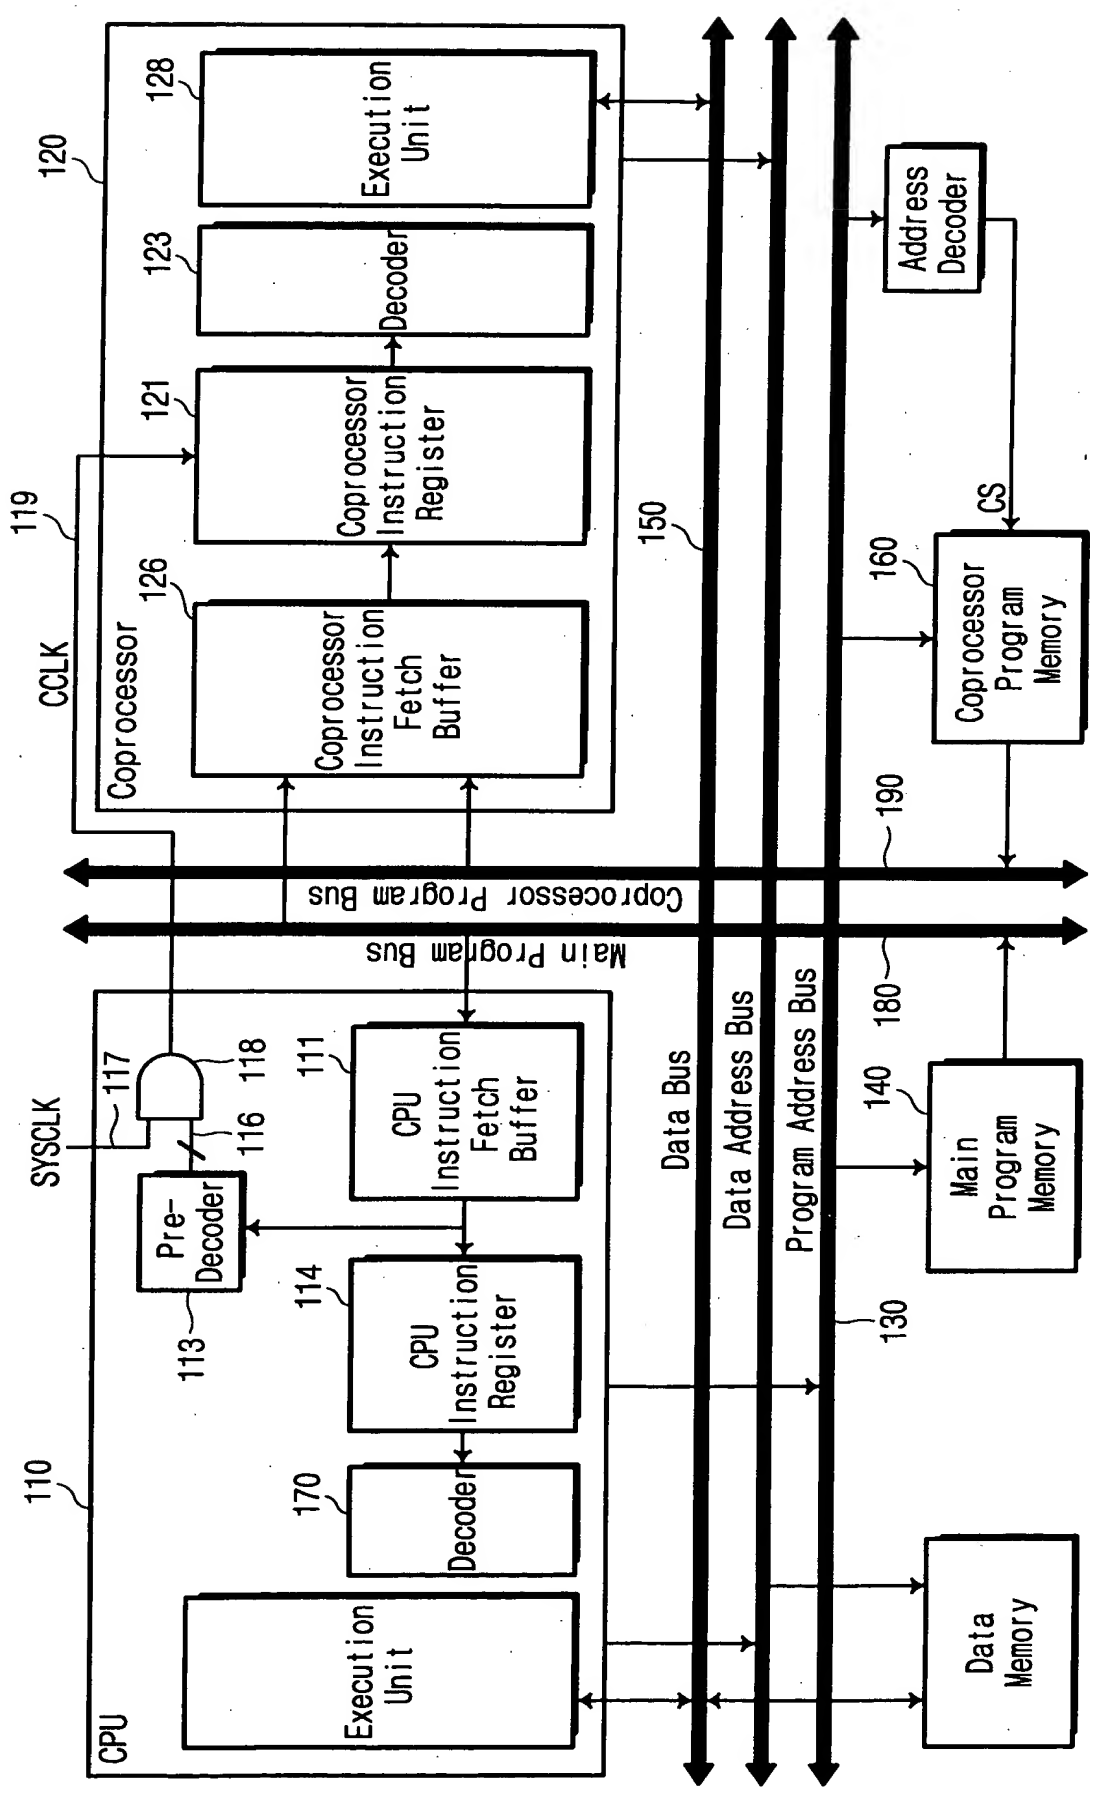 110
CPU
Execution
Unit
170
Decoder
114
CPU
Instruction
Register
113
Pre-
Decoder
SYSCLK
117
118
116
111
CPU
Instruction
Fetch
Buffer
Main Program Bus
Coprocessor Program Bus
CCLK
119
120
Coprocessor
126
Coprocessor
Instruction
Fetch
Buffer
121
Coprocessor
Instruction
Register
123
Decoder
128
Execution
Unit
Data Bus
150
Data Address Bus
Program Address Bus
130
180
190
Data
Memory
140
Main
Program
Memory
160
Coprocessor
Program
Memory
CS
Address
Decoder